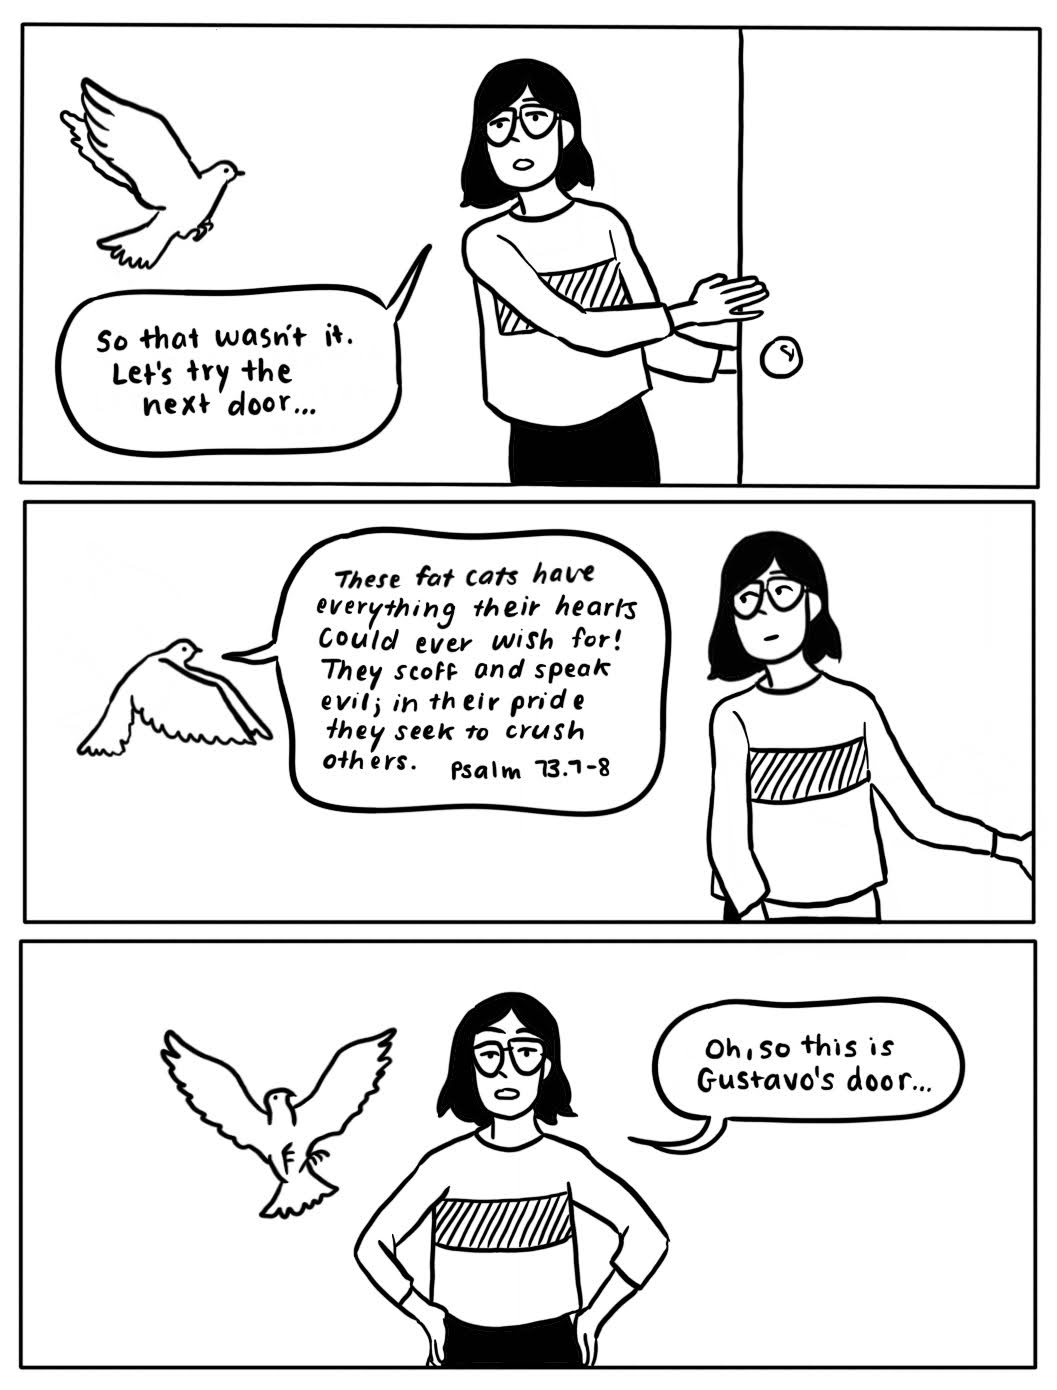 So that wasn't it.
Let's try the
next door...
These fat cats have
everything their hearts
could ever wish for!
They scoff and speak
evil; in their pride
they seek to crush
others. Psalm 73.7-8
Oh, so this is
Gustavo's door...